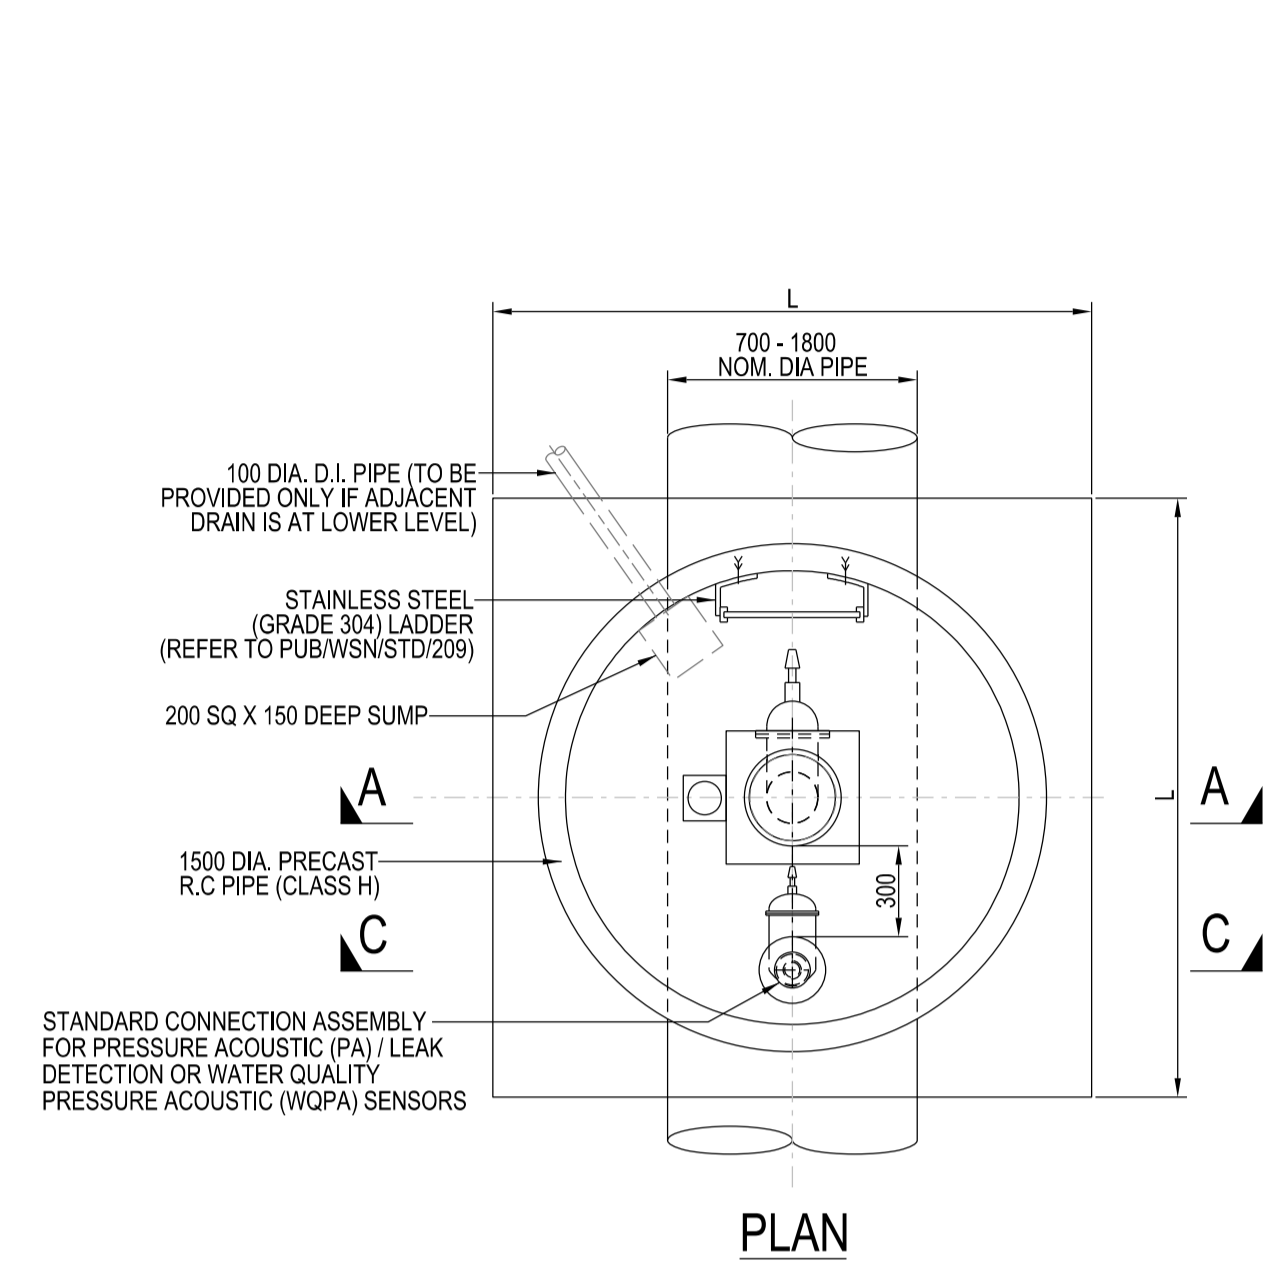 L
700 - 1800
NOM. DIA PIPE
100 DIA. D.I. PIPE (TO BE
PROVIDED ONLY IF ADJACENT
DRAIN IS AT LOWER LEVEL)
STAINLESS STEEL
(GRADE 304) LADDER
(REFER TO PUB/WSN/STD/209)
200 SQ X 150 DEEP SUMP
A
A
L
1500 DIA. PRECAST
R.C PIPE (CLASS H)
300
C
C
STANDARD CONNECTION ASSEMBLY
FOR PRESSURE ACOUSTIC (PA) / LEAK
DETECTION OR WATER QUALITY
PRESSURE ACOUSTIC (WQPA) SENSORS
PLAN